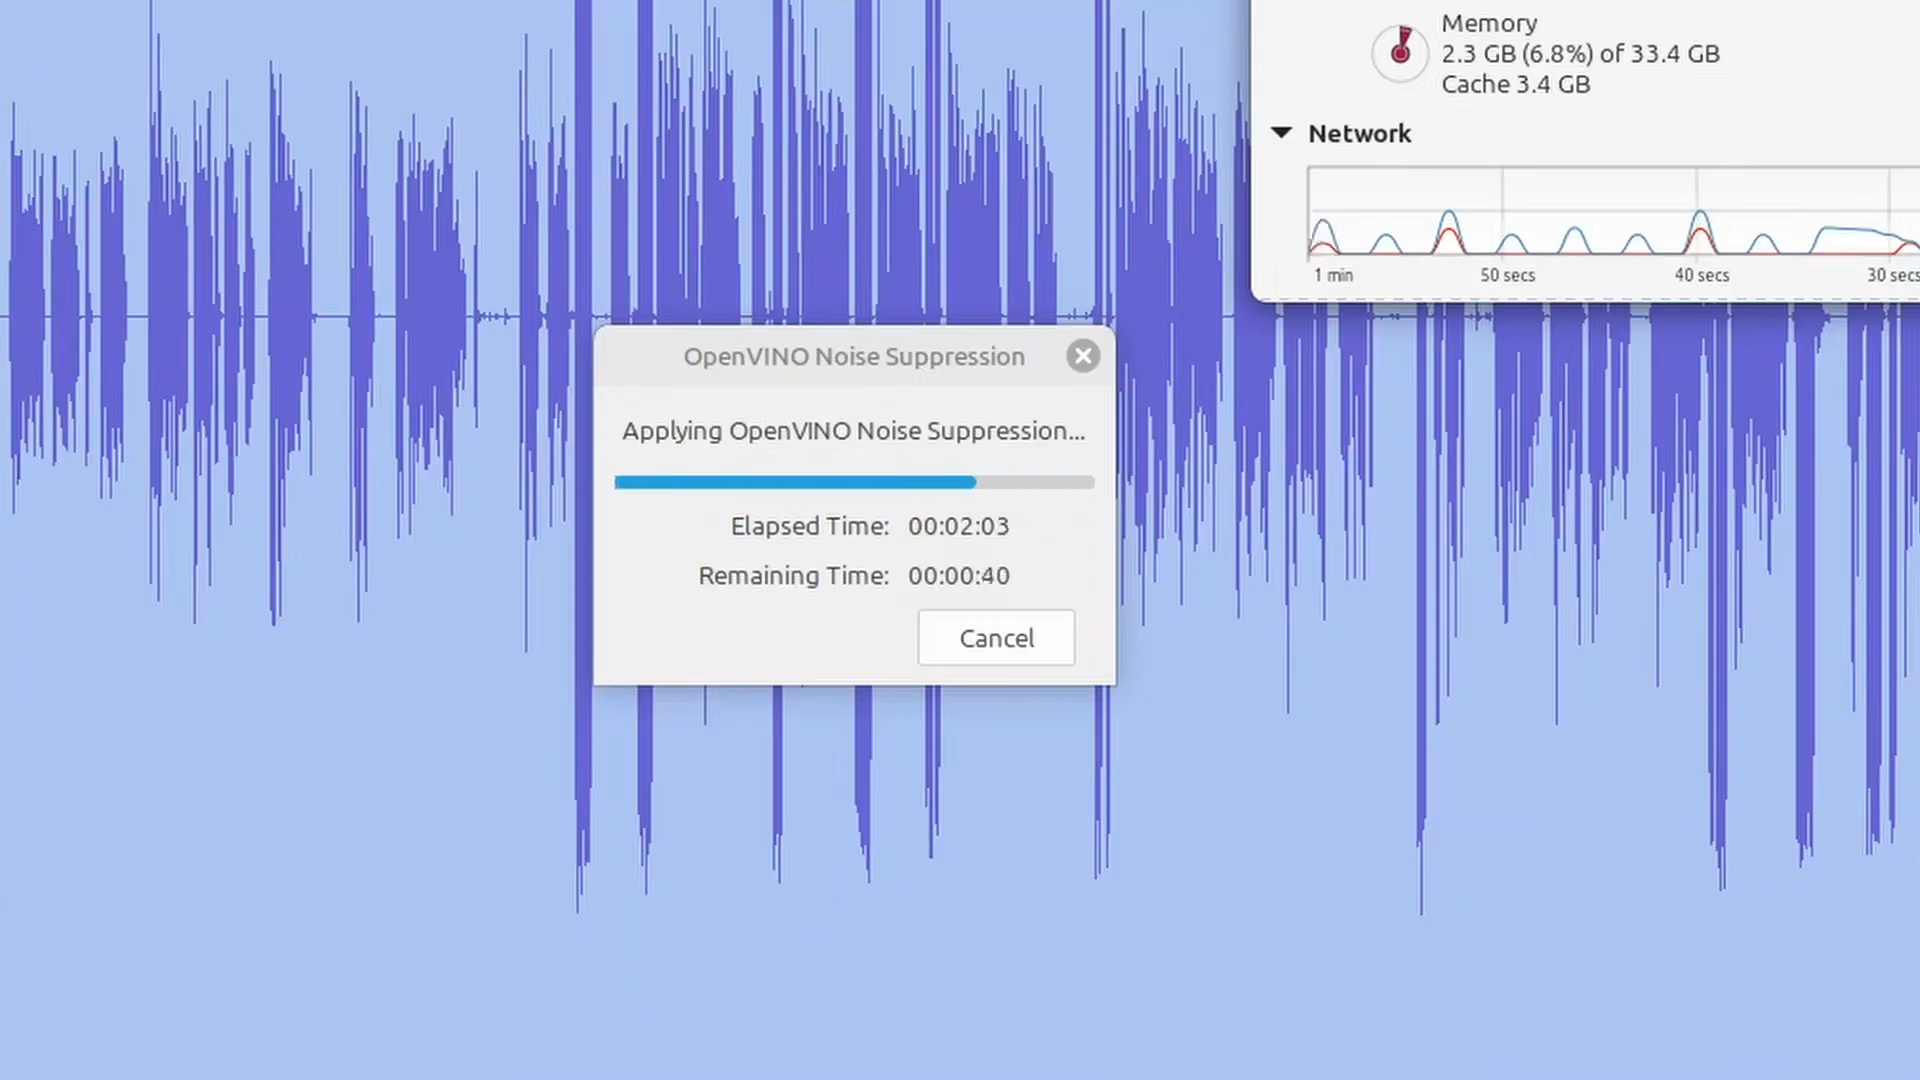 Memory
2.3 GB (6.8%) of 33.4 GB
Cache 3.4 GB
Network
1 min 50 secs 40 secs 30 secs
OpenVINO Noise Suppression
Applying OpenVINO Noise Suppression...
Elapsed Time: 00:02:03
Remaining Time: 00:00:40
Cancel